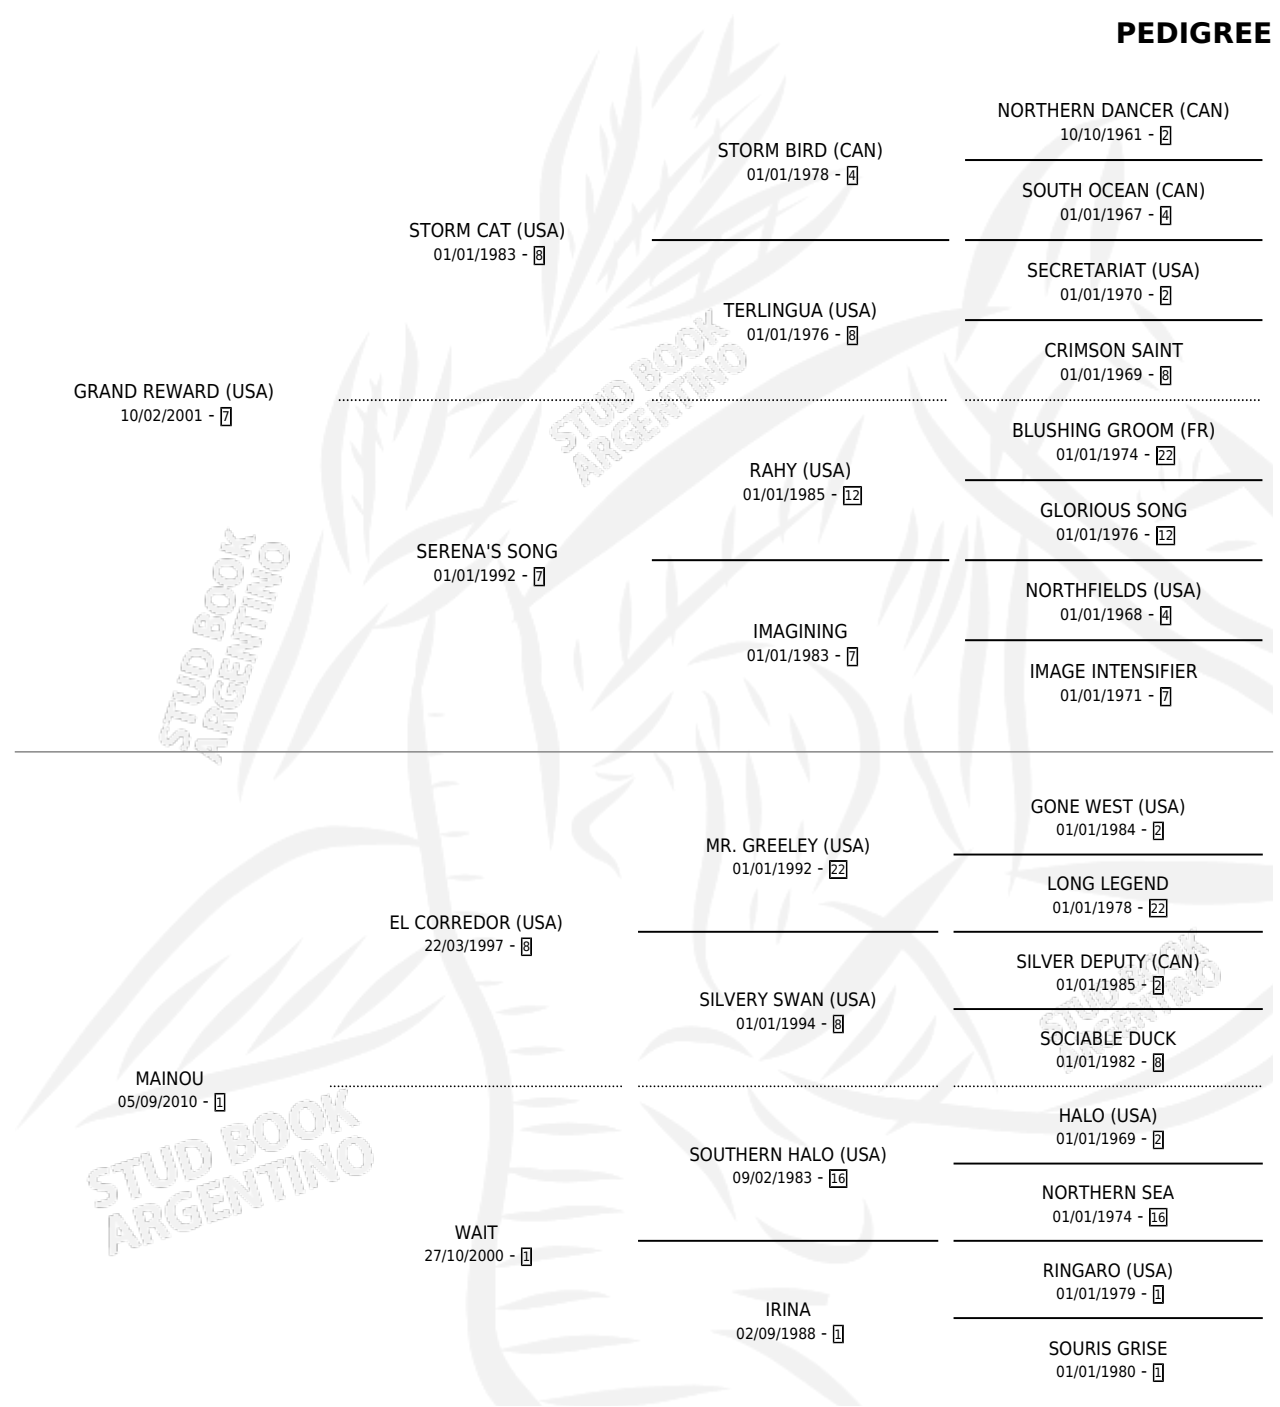 PEDIGREE
NORTHERN DANCER (CAN)
10/10/1961 - 2
STORM BIRD (CAN)
01/01/1978 - 4
SOUTH OCEAN (CAN)
01/01/1967 - 4
STORM CAT (USA)
01/01/1983 - 8
SECRETARIAT (USA)
01/01/1970 - 2
TERLINGUA (USA)
01/01/1976 - 8
CRIMSON SAINT
01/01/1969 - 8
GRAND REWARD (USA)
10/02/2001 - 7
STUD BOOK
ARGENTINO
BLUSHING GROOM (FR)
01/01/1974 - 22
RAHY (USA)
01/01/1985 - 12
GLORIOUS SONG
01/01/1976 - 12
SERENA'S SONG
01/01/1992 - 7
NORTHFIELDS (USA)
01/01/1968 - 4
IMAGINING
01/01/1983 - 7
IMAGE INTENSIFIER
01/01/1971 - 7
STUD BOOK
ARGENTINO
GONE WEST (USA)
01/01/1984 - 2
MR. GREELEY (USA)
01/01/1992 - 22
LONG LEGEND
01/01/1978 - 22
EL CORREDOR (USA)
22/03/1997 - 8
SILVER DEPUTY (CAN)
01/01/1985 - 2
STUD BOOK
ARGENTINO
SILVERY SWAN (USA)
01/01/1994 - 8
SOCIABLE DUCK
01/01/1982 - 8
MAINOU
05/09/2010 - 1
STUD BOOK
ARGENTINO
HALO (USA)
01/01/1969 - 2
SOUTHERN HALO (USA)
09/02/1983 - 16
NORTHERN SEA
01/01/1974 - 16
WAIT
27/10/2000 - 1
RINGARO (USA)
01/01/1979 - 1
IRINA
02/09/1988 - 1
SOURIS GRISE
01/01/1980 - 1